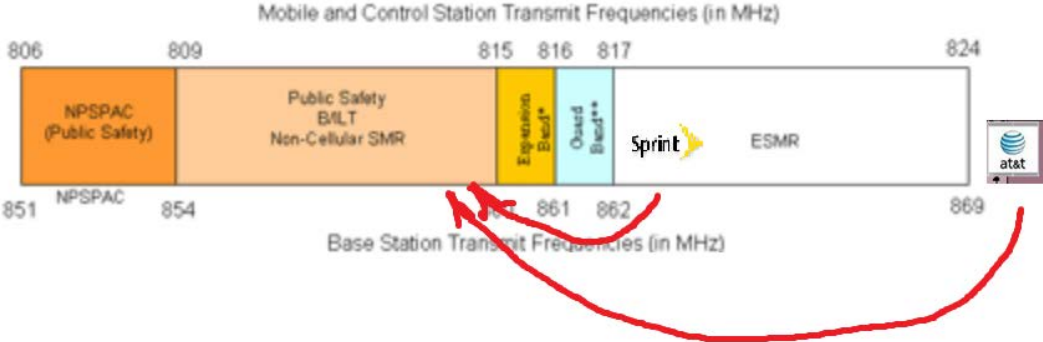 Mobile and Control Station Transmit Frequencies (in MHz)
806 809 815 816 817 824
NPSPAC
(Public Safety)
Public Safety
B/ILT
Non-Cellular SMR
Expansion
Band*
Guard
Band**
Sprint
ESMR
at&t
NPSPAC
851 854 861 862 869
Base Station Transmit Frequencies (in MHz)